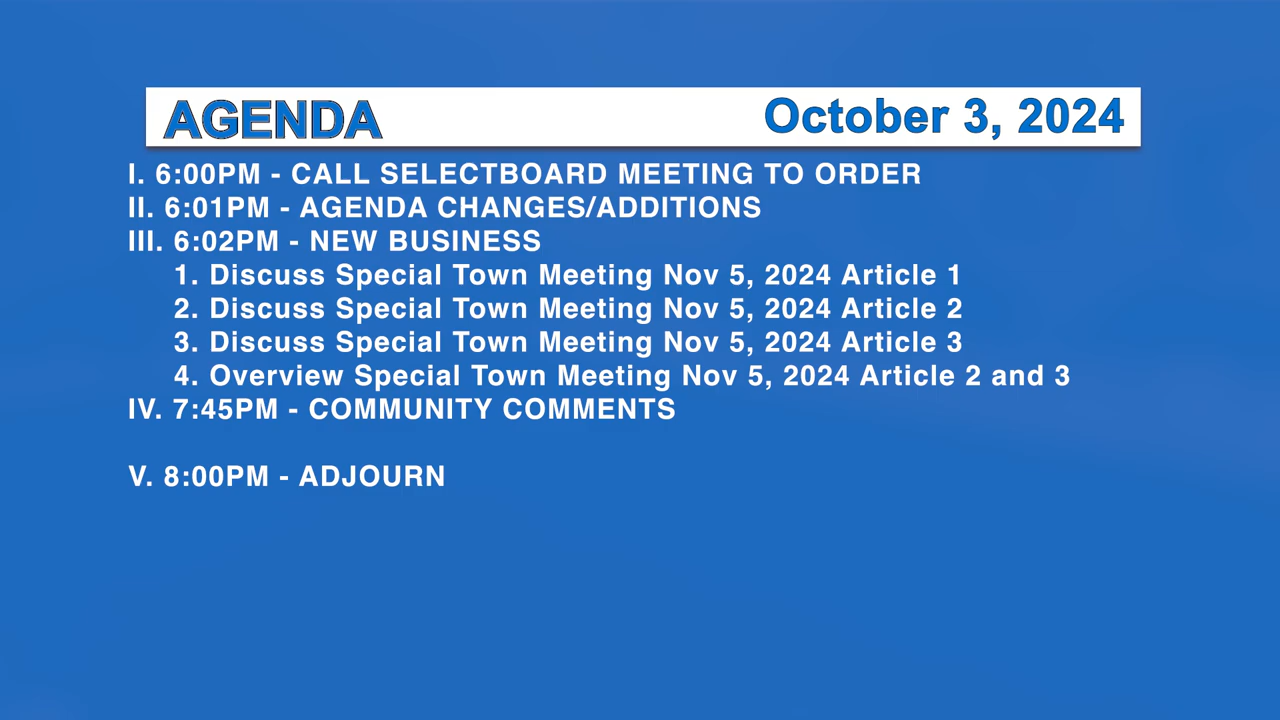 AGENDA October 3, 2024
I. 6:00PM - CALL SELECTBOARD MEETING TO ORDER
II. 6:01PM - AGENDA CHANGES/ADDITIONS
III. 6:02PM - NEW BUSINESS
1. Discuss Special Town Meeting Nov 5, 2024 Article 1
2. Discuss Special Town Meeting Nov 5, 2024 Article 2
3. Discuss Special Town Meeting Nov 5, 2024 Article 3
4. Overview Special Town Meeting Nov 5, 2024 Article 2 and 3
IV. 7:45PM - COMMUNITY COMMENTS
V. 8:00PM - ADJOURN